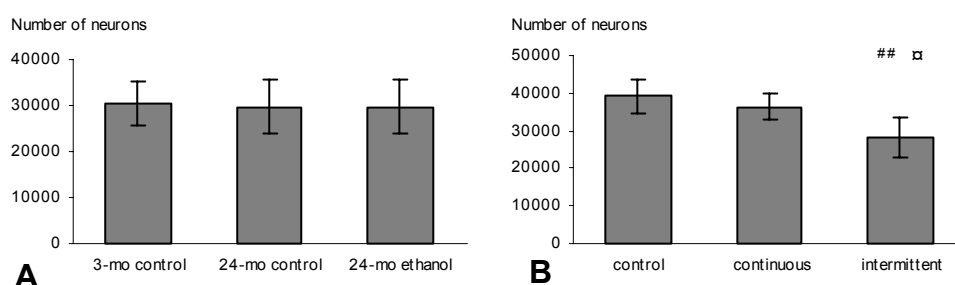 Number of neurons
40000
30000
20000
10000
0
3-mo control 24-mo control 24-mo ethanol
A
Number of neurons
50000
40000
30000
20000
10000
0
## ¤
control continuous intermittent
B